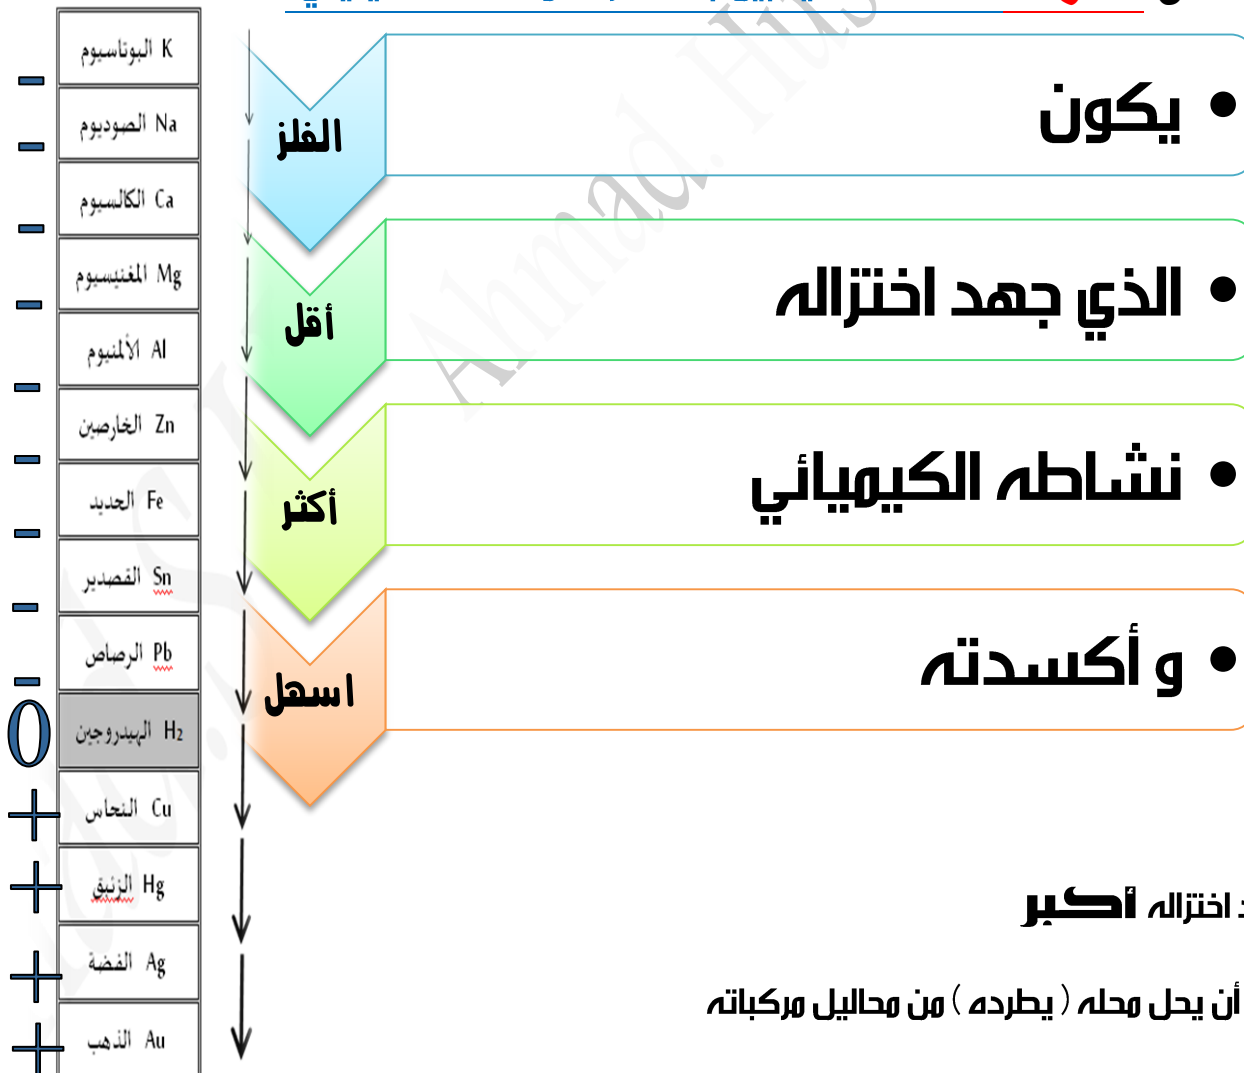 يكون
الفلز
الذي جهد اختزاله
أقل
نشاطه الكيميائي
أكثر
و أكسدته
اسهل
اختزاله أكبر
أن يحل محله ( يطرده ) من محاليل مركباته
K البوتاسيوم
-
Na الصوديوم
-
Ca الكالسيوم
-
Mg المغنيسيوم
-
Al الألمنيوم
-
Zn الخارصين
-
Fe الحديد
-
Sn القصدير
-
Pb الرصاص
-
H₂ الهيدروجين
0
Cu النحاس
+
Hg الزئبق
+
Ag الفضة
+
Au الذهب
+
Ahmad. Hus